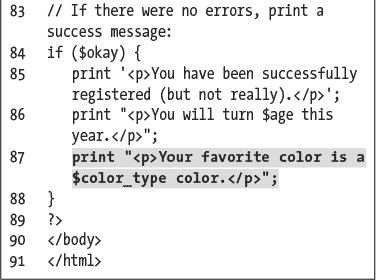 83 // If there were no errors, print a
success message:
84 if ($okay) {
85 print '<p>You have been successfully
registered (but not really).</p>';
86 print "<p>You will turn $age this
year.</p>";
87 print "<p>Your favorite color is a
$color_type color.</p>";
88 }
89 ?>
90 </body>
91 </html>